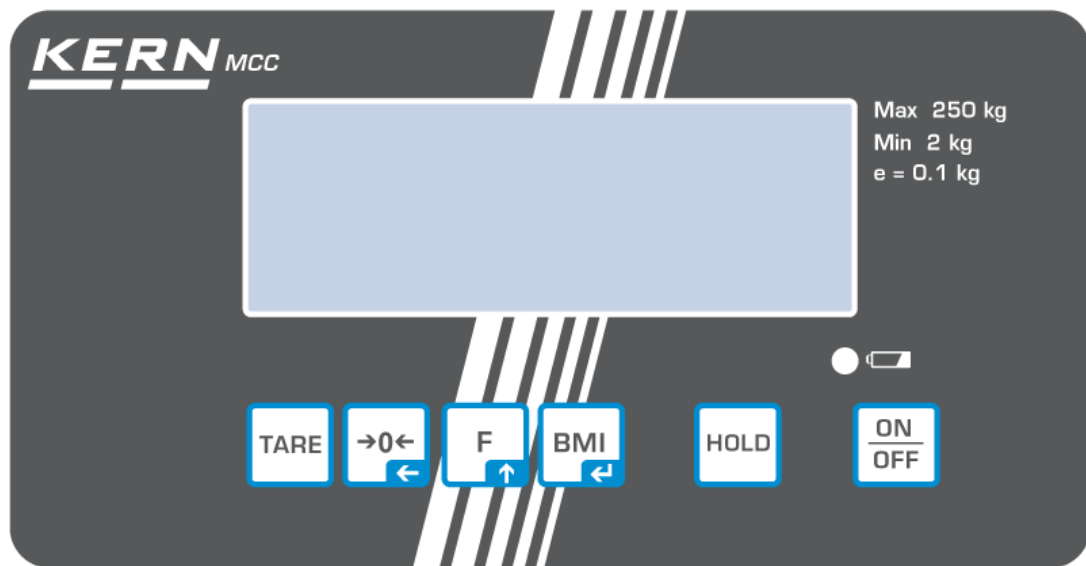 KERN MCC
Max 250 kg
Min 2 kg
e = 0.1 kg
TARE
→0←
F
BMI
HOLD
ON
OFF